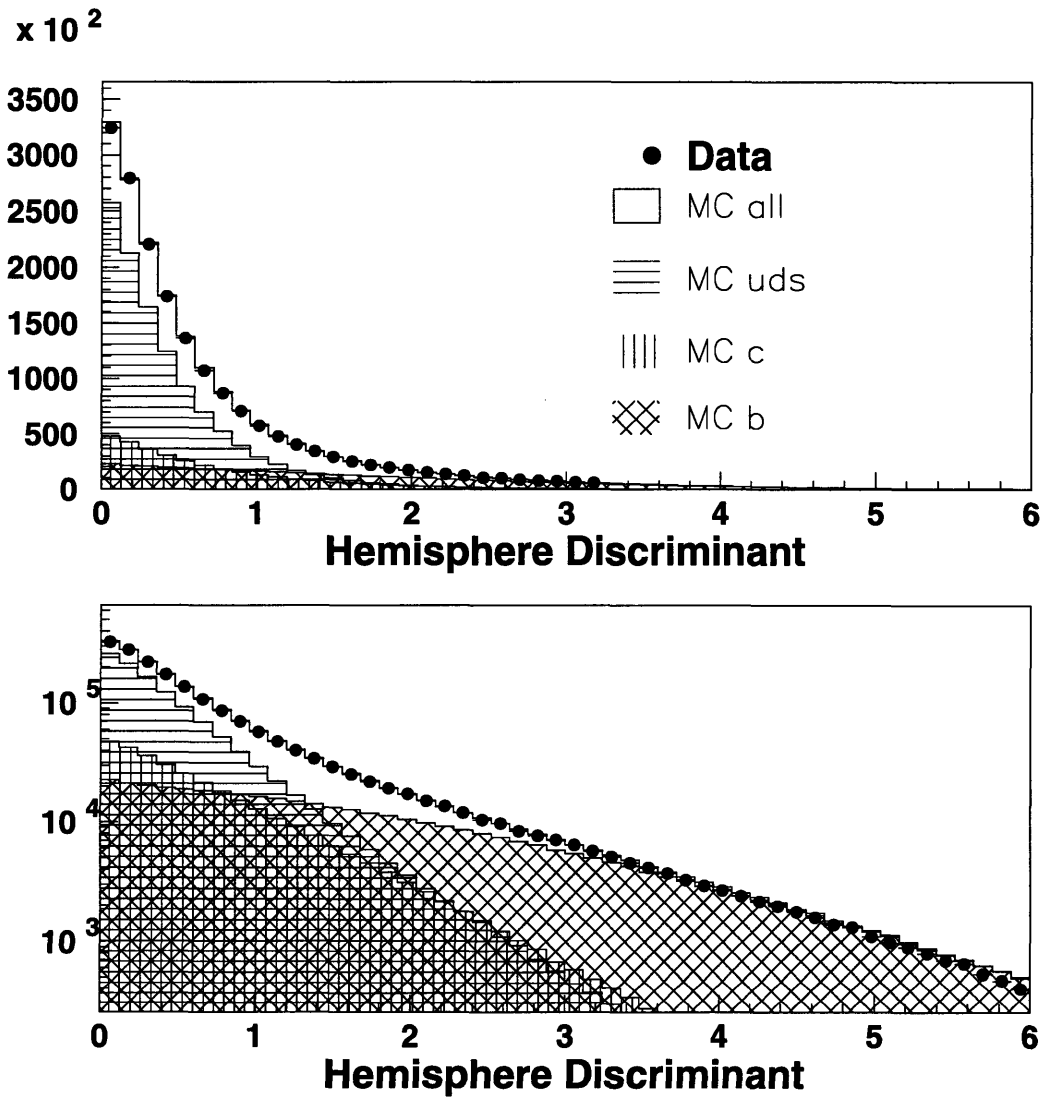 x 10 2
3500
3000
2500
2000
1500
1000
500
0
Data
MC all
MC uds
MC c
MC b
0 1 2 3 4 5 6
Hemisphere Discriminant
10 5
10 4
10 3
0 1 2 3 4 5 6
Hemisphere Discriminant